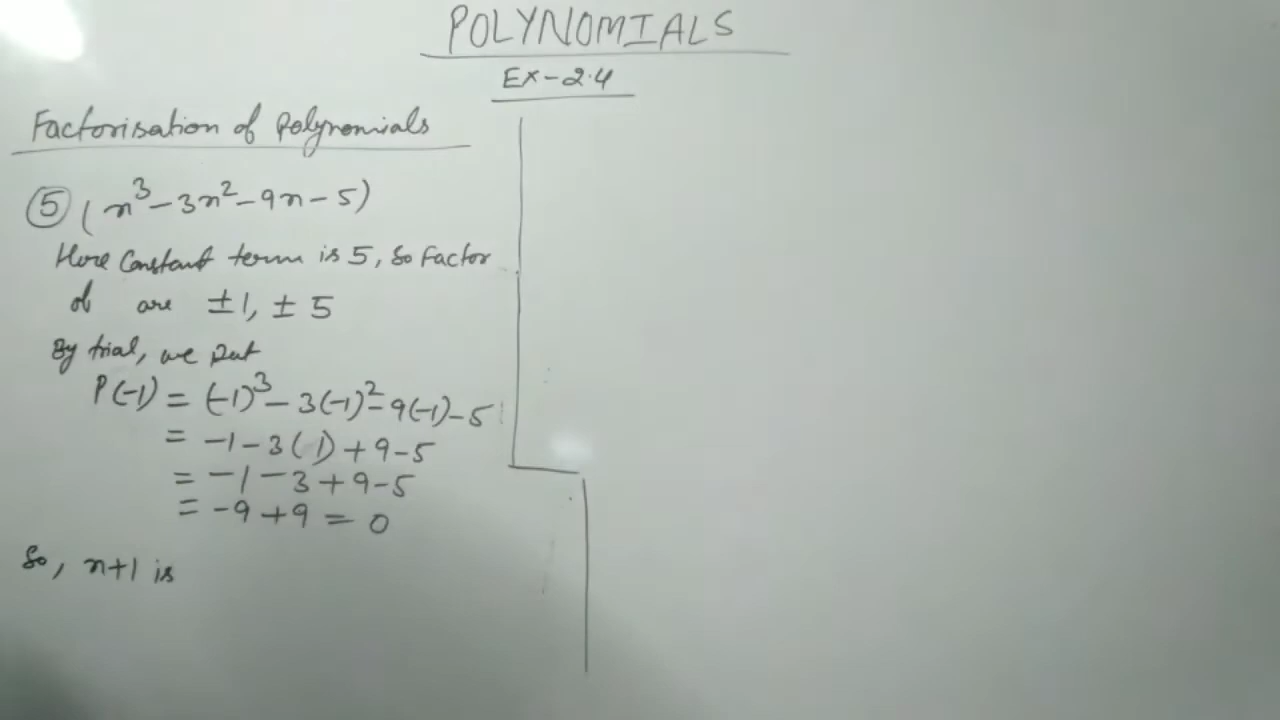 POLYNOMIALS
Ex-2.4
Factorisation of Polynomials
⑤ (x³-3x²-9x-5)
Here Constant term is 5, So Factor
of are ±1, ±5
By trial, we put
P(-1) = (-1)³-3(-1)²-9(-1)-5
= -1-3(1)+9-5
= -1-3+9-5
= -9+9=0
So, x+1 is